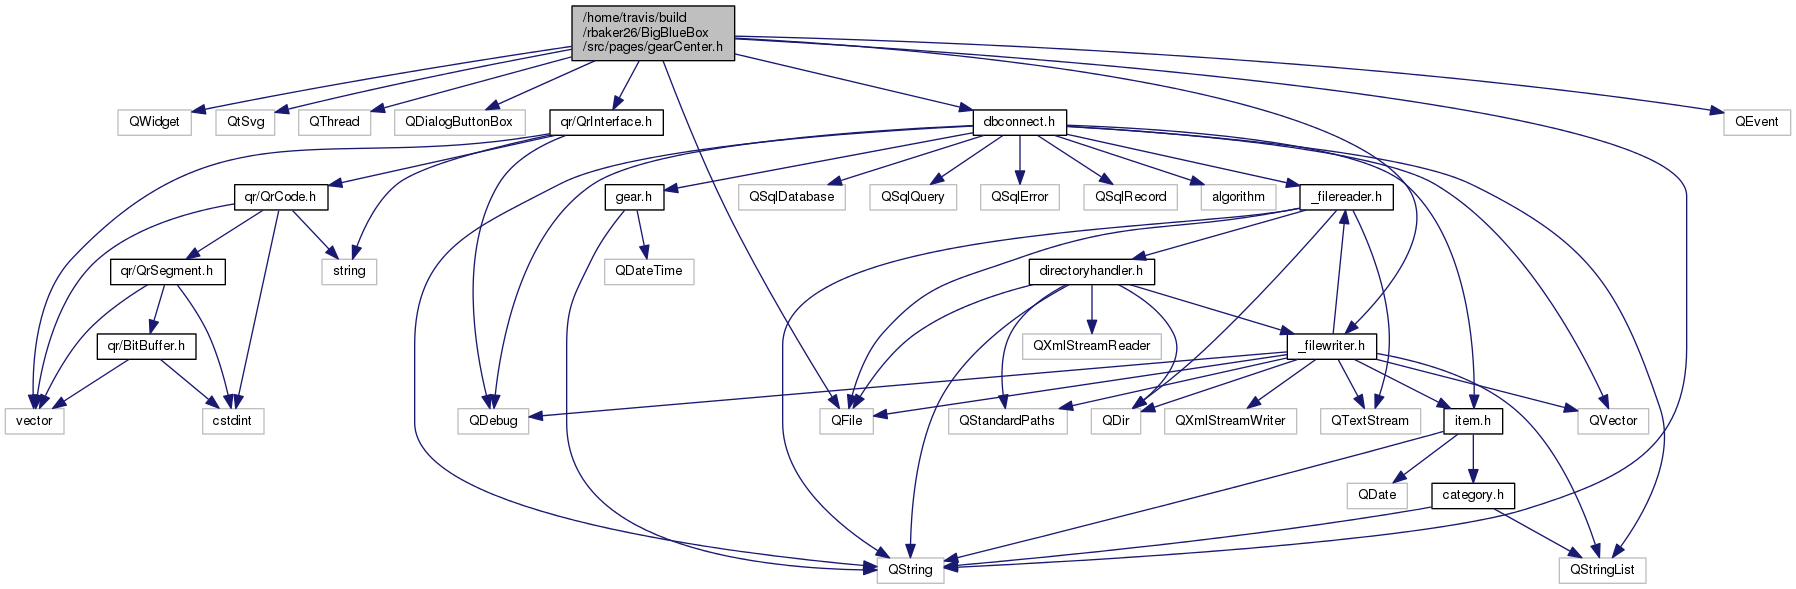 /home/travis/build
/rbaker26/BigBlueBox
/src/pages/gearCenter.h
QWidget
QtSvg
QThread
QDialogButtonBox
qr/QrInterface.h
dbconnect.h
QEvent
qr/QrCode.h
gear.h
QSqlDatabase
QSqlQuery
QSqlError
QSqlRecord
algorithm
_filereader.h
qr/QrSegment.h
string
QDateTime
directoryhandler.h
qr/BitBuffer.h
QXmlStreamReader
_filewriter.h
vector
cstdint
QDebug
QFile
QStandardPaths
QDir
QXmlStreamWriter
QTextStream
item.h
QVector
QDate
category.h
QString
QStringList